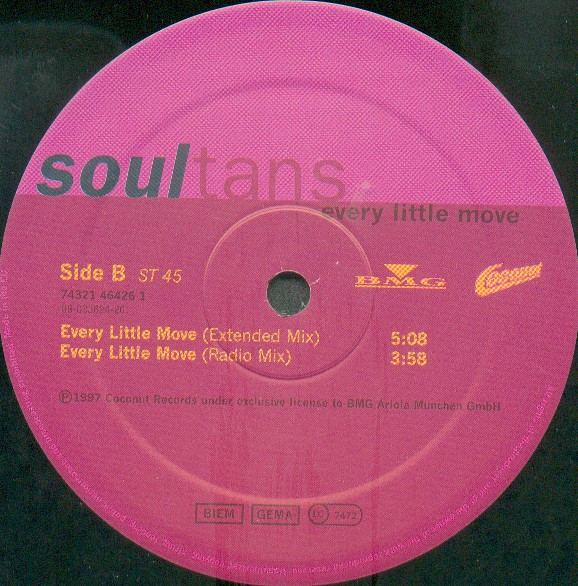 soultans
every little move
Side B ST 45
BMG
Coconut
74321 46426 1
Every Little Move (Extended Mix) 5:08
Every Little Move (Radio Mix) 3:58
℗1997 Coconut Records under exclusive license to BMG Ariola Munchen GmbH
BIEM GEMA LC 7472